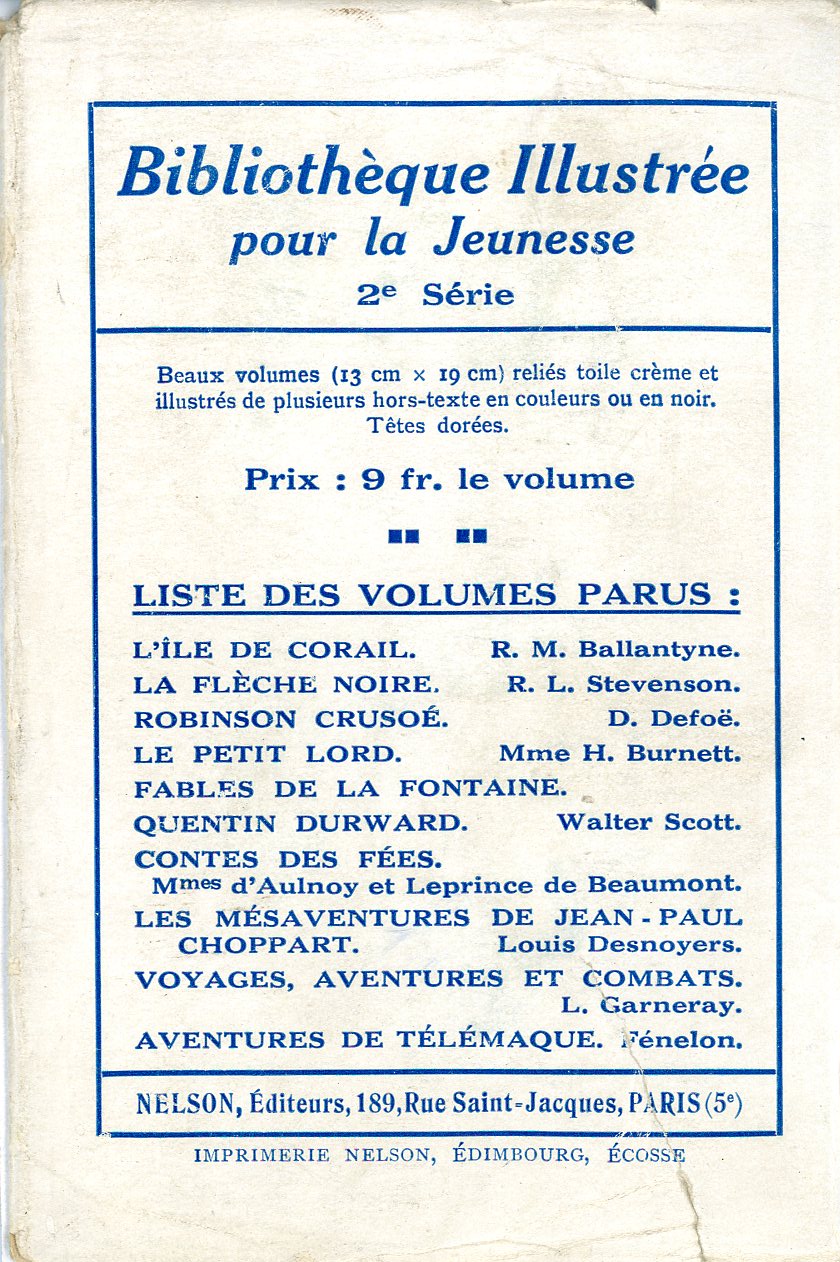 Bibliothèque Illustrée
pour la Jeunesse
2e Série
Beaux volumes (13 cm × 19 cm) reliés toile crème et
illustrés de plusieurs hors-texte en couleurs ou en noir.
Têtes dorées.
Prix : 9 fr. le volume
LISTE DES VOLUMES PARUS :
L'ÎLE DE CORAIL. R. M. Ballantyne.
LA FLÈCHE NOIRE. R. L. Stevenson.
ROBINSON CRUSOÉ. D. Defoë.
LE PETIT LORD. Mme H. Burnett.
FABLES DE LA FONTAINE.
QUENTIN DURWARD. Walter Scott.
CONTES DES FÉES.
Mmes d'Aulnoy et Leprince de Beaumont.
LES MÉSAVENTURES DE JEAN-PAUL
CHOPPART. Louis Desnoyers.
VOYAGES, AVENTURES ET COMBATS.
L. Garneray.
AVENTURES DE TÉLÉMAQUE. Fénelon.
NELSON, Éditeurs, 189, Rue Saint-Jacques, PARIS (5e)
IMPRIMERIE NELSON, ÉDIMBOURG, ÉCOSSE